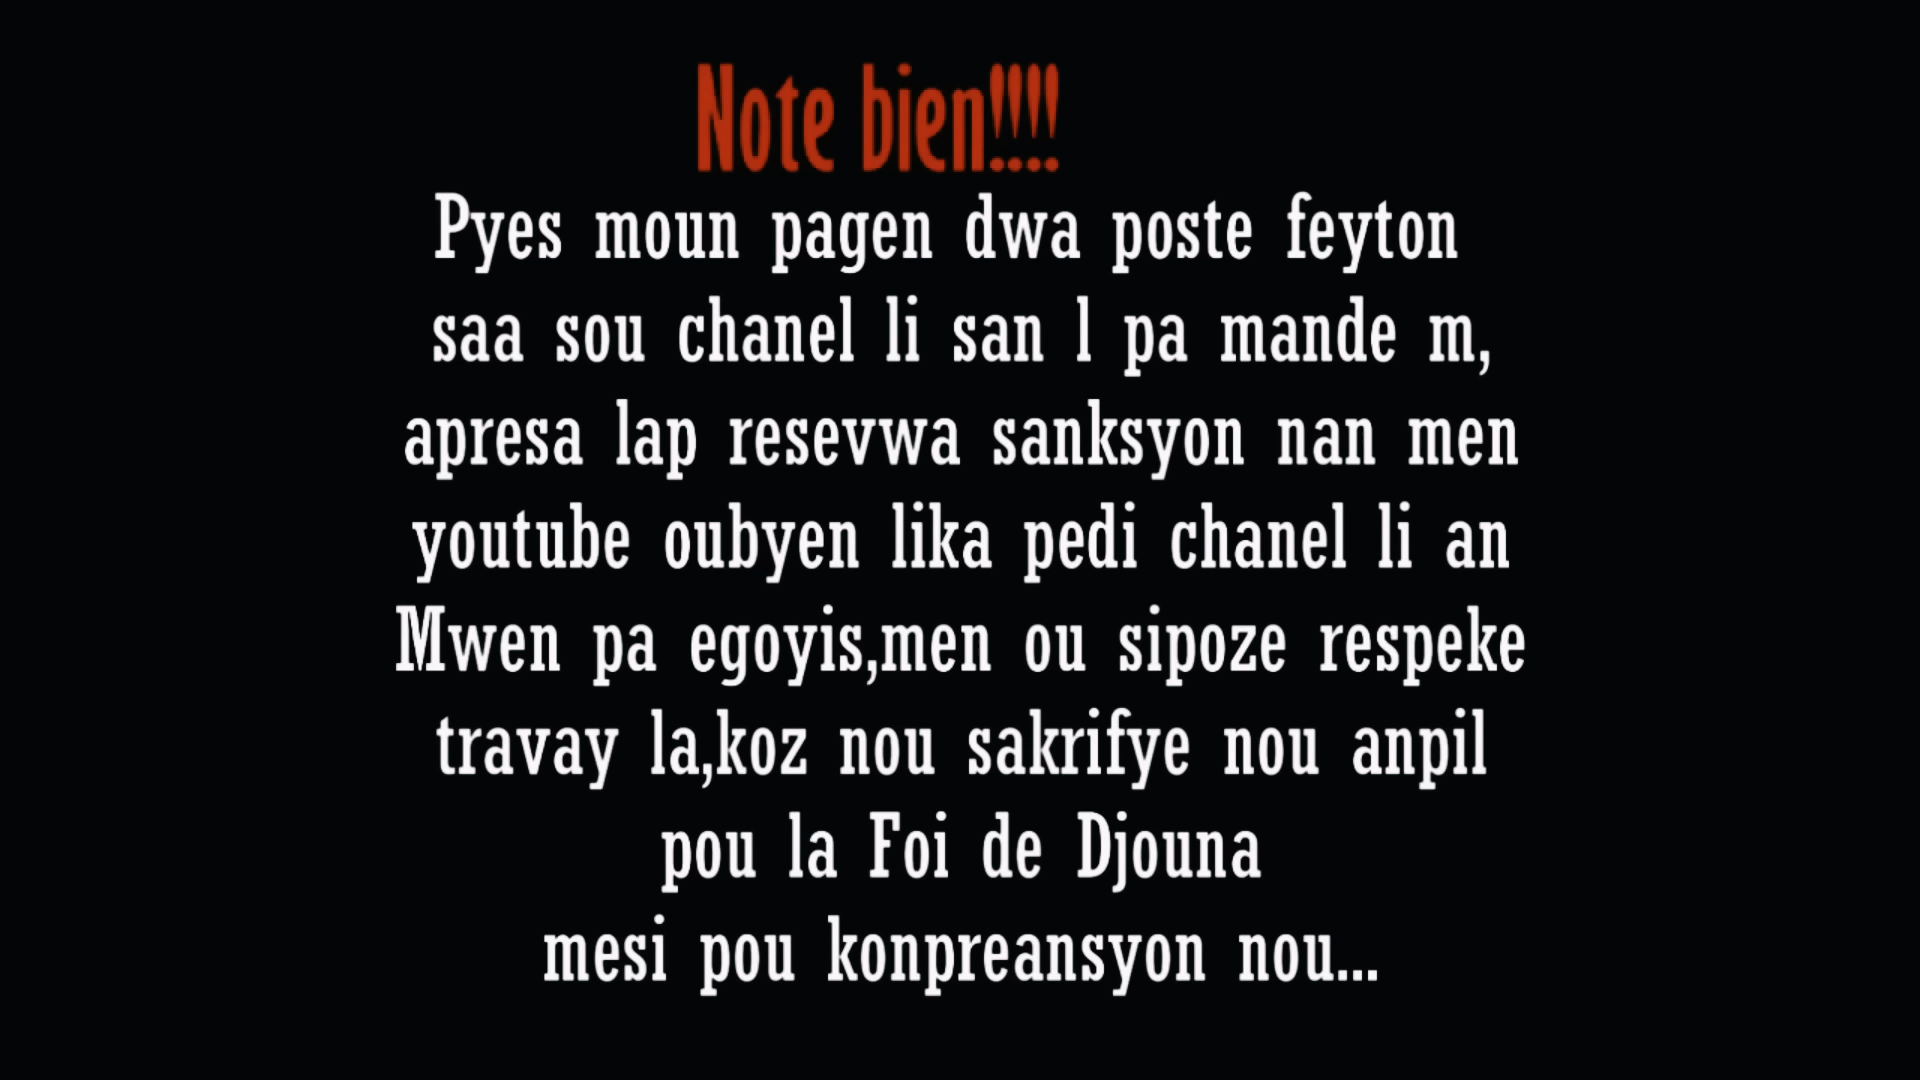 Note bien!!!!
Pyes moun pagen dwa poste feyton
saa sou chanel li san l pa mande m,
apresa lap resevwa sanksyon nan men
youtube oubyen lika pedi chanel li an
Mwen pa egoyis,men ou sipoze respeke
travay la,koz nou sakrifye nou anpil
pou la Foi de Djouna
mesi pou konpreansyon nou...